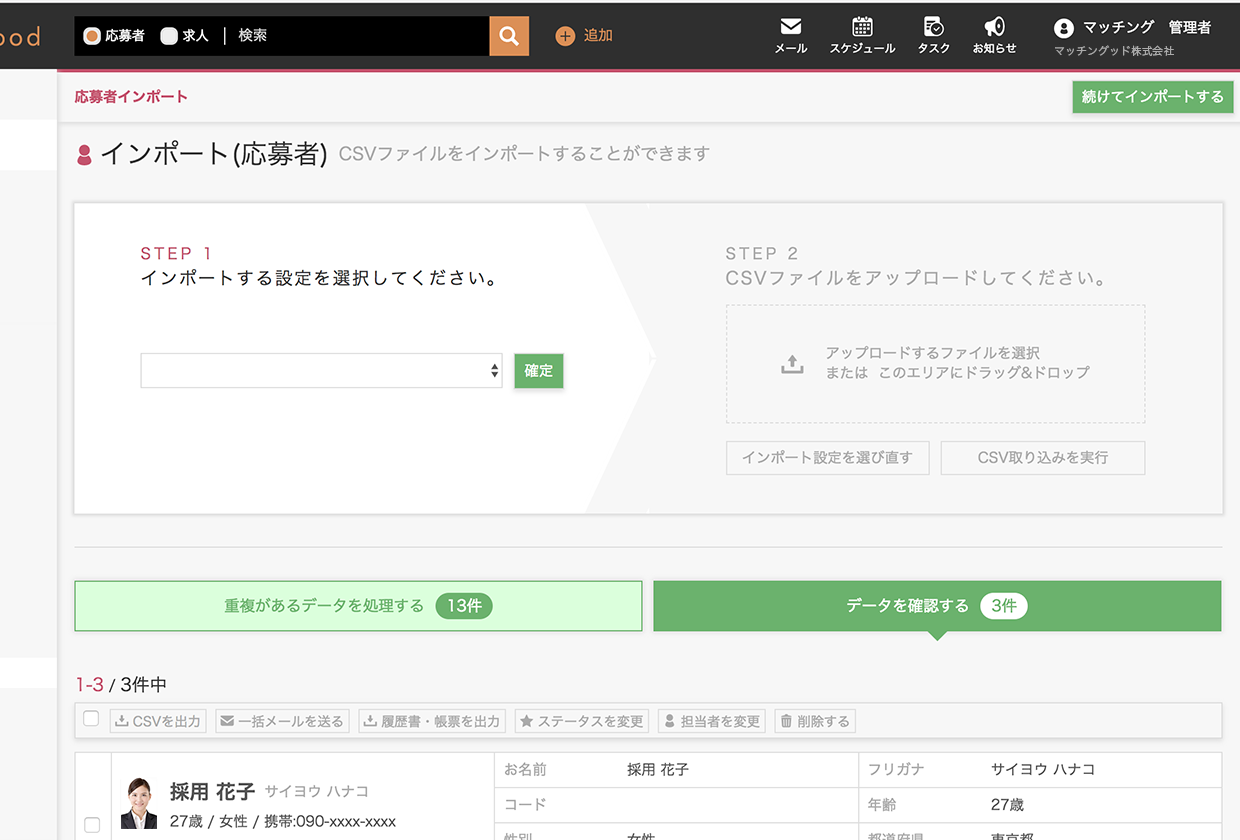 ood
応募者 求人 | 検索
追加
メール スケジュール タスク お知らせ
マッチング 管理者
マッチングッド株式会社
応募者インポート
続けてインポートする
インポート(応募者) CSVファイルをインポートすることができます
STEP 1
インポートする設定を選択してください。
確定
STEP 2
CSVファイルをアップロードしてください。
アップロードするファイルを選択
または このエリアにドラッグ&ドロップ
インポート設定を選び直す CSV取り込みを実行
重複があるデータを処理する 13件
データを確認する 3件
1-3 / 3件中
CSVを出力 一括メールを送る 履歴書・帳票を出力 ステータスを変更 担当者を変更 削除する
採用 花子 サイヨウ ハナコ
27歳 / 女性 / 携帯:090-xxxx-xxxx
お名前 採用 花子 フリガナ サイヨウ ハナコ
コード 年齢 27歳
性別 女性 都道府県 東京都